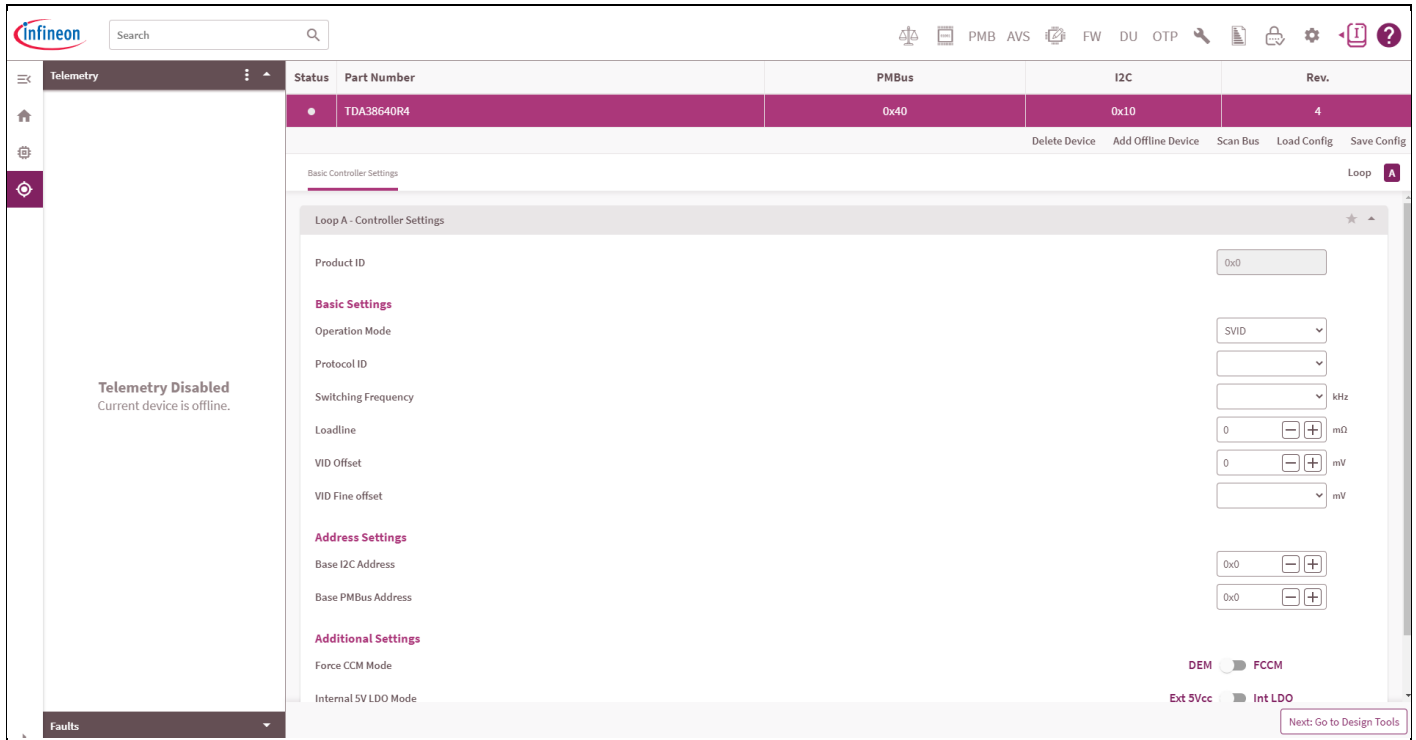 infineon
Search
PMB AVS FW DU OTP
Telemetry
Status Part Number PMBus I2C Rev.
TDA38640R4 0x40 0x10 4
Delete Device Add Offline Device Scan Bus Load Config Save Config
Basic Controller Settings Loop A
Loop A - Controller Settings
Product ID 0x0
Basic Settings
Operation Mode SVID
Protocol ID
Switching Frequency kHz
Telemetry Disabled
Current device is offline.
Loadline 0 mΩ
VID Offset 0 mV
VID Fine offset mV
Address Settings
Base I2C Address 0x0
Base PMBus Address 0x0
Additional Settings
Force CCM Mode DEM FCCM
Internal 5V LDO Mode Ext 5Vcc Int LDO
Faults
Next: Go to Design Tools